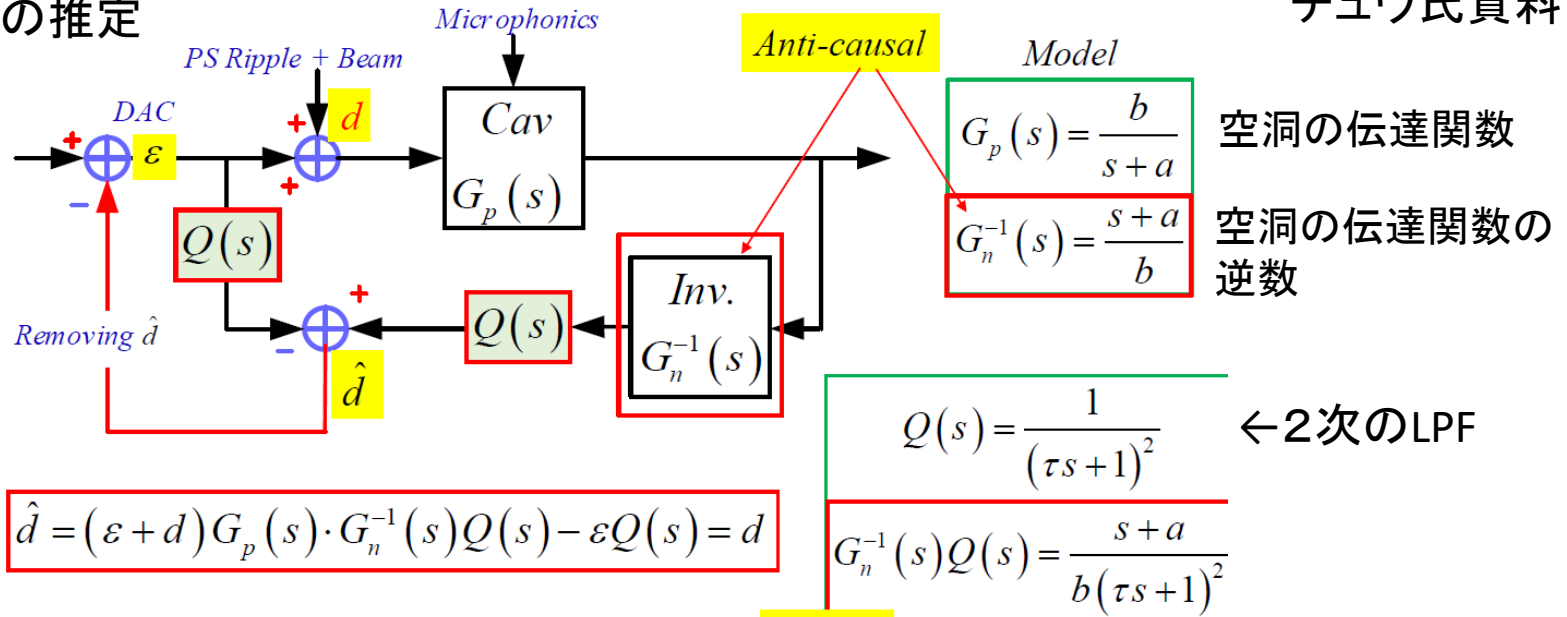 の推定
チュウ氏資料
Microphonics
PS Ripple + Beam
Anti-causal
Model
DAC
+
ε
−
+
d
+
Cav
G_p(s)
G_p(s) = b/(s + a)
空洞の伝達関数
G_n^{-1}(s) = (s + a)/b
空洞の伝達関数の
逆数
Q(s)
Inv.
G_n^{-1}(s)
Q(s)
+
−
Removing d̂
d̂
Q(s) = 1/(τs + 1)^2
←2次のLPF
d̂ = (ε + d)G_p(s)·G_n^{-1}(s)Q(s) − εQ(s) = d
G_n^{-1}(s)Q(s) = (s + a)/(b(τs + 1)^2)